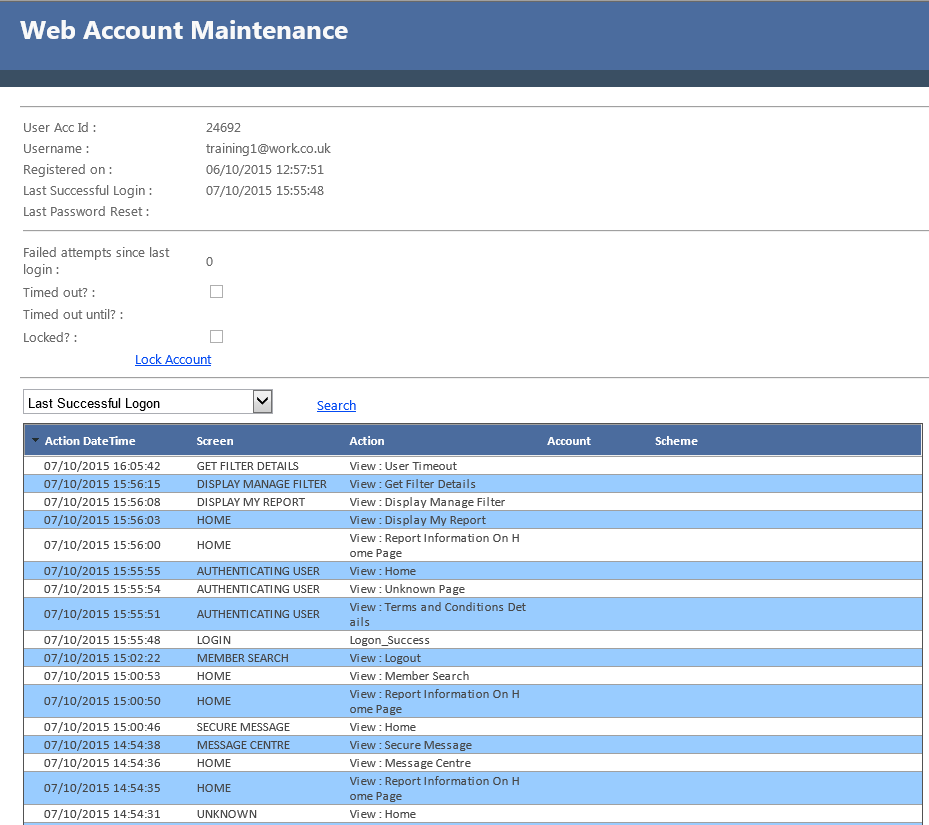 Web Account Maintenance
User Acc Id : 24692
Username : training1@work.co.uk
Registered on : 06/10/2015 12:57:51
Last Successful Login : 07/10/2015 15:55:48
Last Password Reset :
Failed attempts since last
login : 0
Timed out? :
Timed out until? :
Locked? :
Lock Account
Last Successful Logon Search
Action DateTime Screen Action Account Scheme
07/10/2015 16:05:42 GET FILTER DETAILS View : User Timeout
07/10/2015 15:56:15 DISPLAY MANAGE FILTER View : Get Filter Details
07/10/2015 15:56:08 DISPLAY MY REPORT View : Display Manage Filter
07/10/2015 15:56:03 HOME View : Display My Report
07/10/2015 15:56:00 HOME View : Report Information On H
ome Page
07/10/2015 15:55:55 AUTHENTICATING USER View : Home
07/10/2015 15:55:54 AUTHENTICATING USER View : Unknown Page
07/10/2015 15:55:51 AUTHENTICATING USER View : Terms and Conditions Det
ails
07/10/2015 15:55:48 LOGIN Logon_Success
07/10/2015 15:02:22 MEMBER SEARCH View : Logout
07/10/2015 15:00:53 HOME View : Member Search
07/10/2015 15:00:50 HOME View : Report Information On H
ome Page
07/10/2015 15:00:46 SECURE MESSAGE View : Home
07/10/2015 14:54:38 MESSAGE CENTRE View : Secure Message
07/10/2015 14:54:36 HOME View : Message Centre
07/10/2015 14:54:35 HOME View : Report Information On H
ome Page
07/10/2015 14:54:31 UNKNOWN View : Home